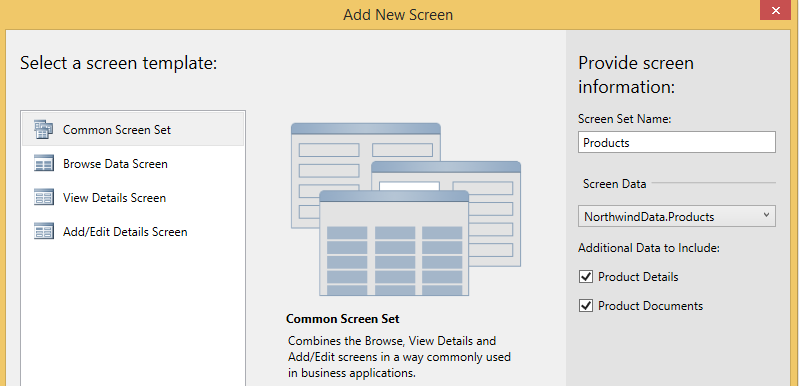 Add New Screen
Select a screen template:
Common Screen Set
Browse Data Screen
View Details Screen
Add/Edit Details Screen
Common Screen Set
Combines the Browse, View Details and
Add/Edit screens in a way commonly used
in business applications.
Provide screen
information:
Screen Set Name:
Products
Screen Data
NorthwindData.Products
Additional Data to Include:
Product Details
Product Documents